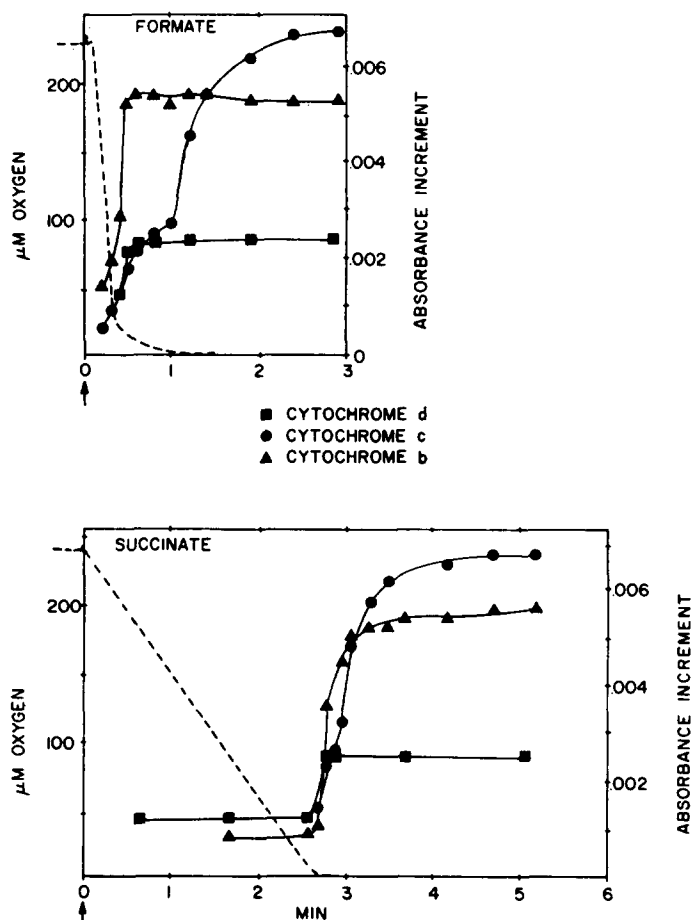 FORMATE
200
100
μM OXYGEN
.006
.004
.002
0
ABSORBANCE INCREMENT
0 1 2 3
■ CYTOCHROME d
● CYTOCHROME c
▲ CYTOCHROME b
SUCCINATE
200
100
μM OXYGEN
.006
.004
.002
ABSORBANCE INCREMENT
0 1 2 3 4 5 6
MIN